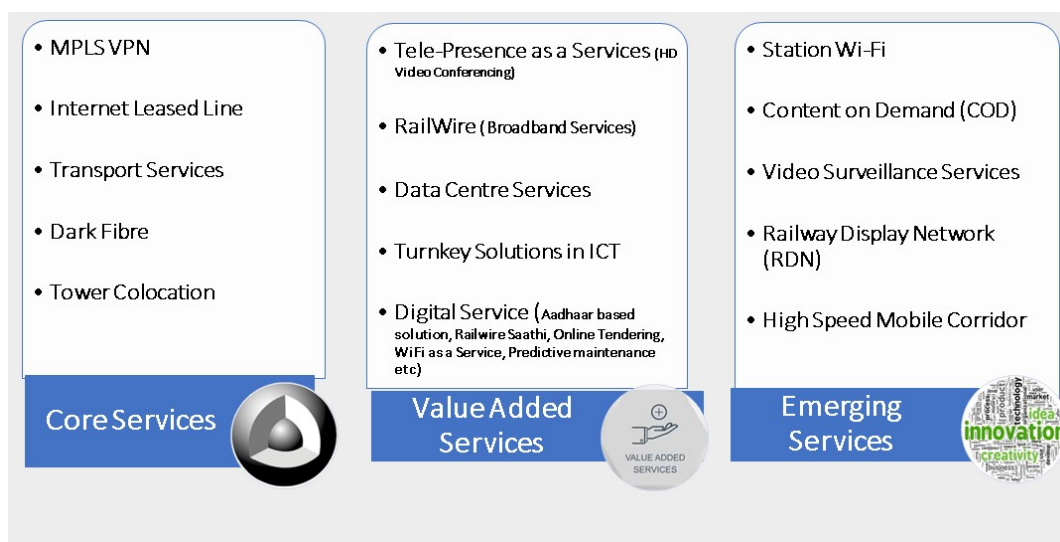 • MPLS VPN
• Internet Leased Line
• Transport Services
• Dark Fibre
• Tower Colocation
Core Services
• Tele-Presence as a Services (HD
Video Conferencing)
• RailWire (Broadband Services)
• Data Centre Services
• Turnkey Solutions in ICT
• Digital Service (Aadhaar based
solution, Railwire Saathi, Online Tendering,
WiFi as a Service, Predictive maintenance
etc)
Value Added
Services
VALUE ADDED
SERVICES
• Station Wi-Fi
• Content on Demand (COD)
• Video Surveillance Services
• Railway Display Network
(RDN)
• High Speed Mobile Corridor
Emerging
Services
technology
market
idea
innovation
creativity
business